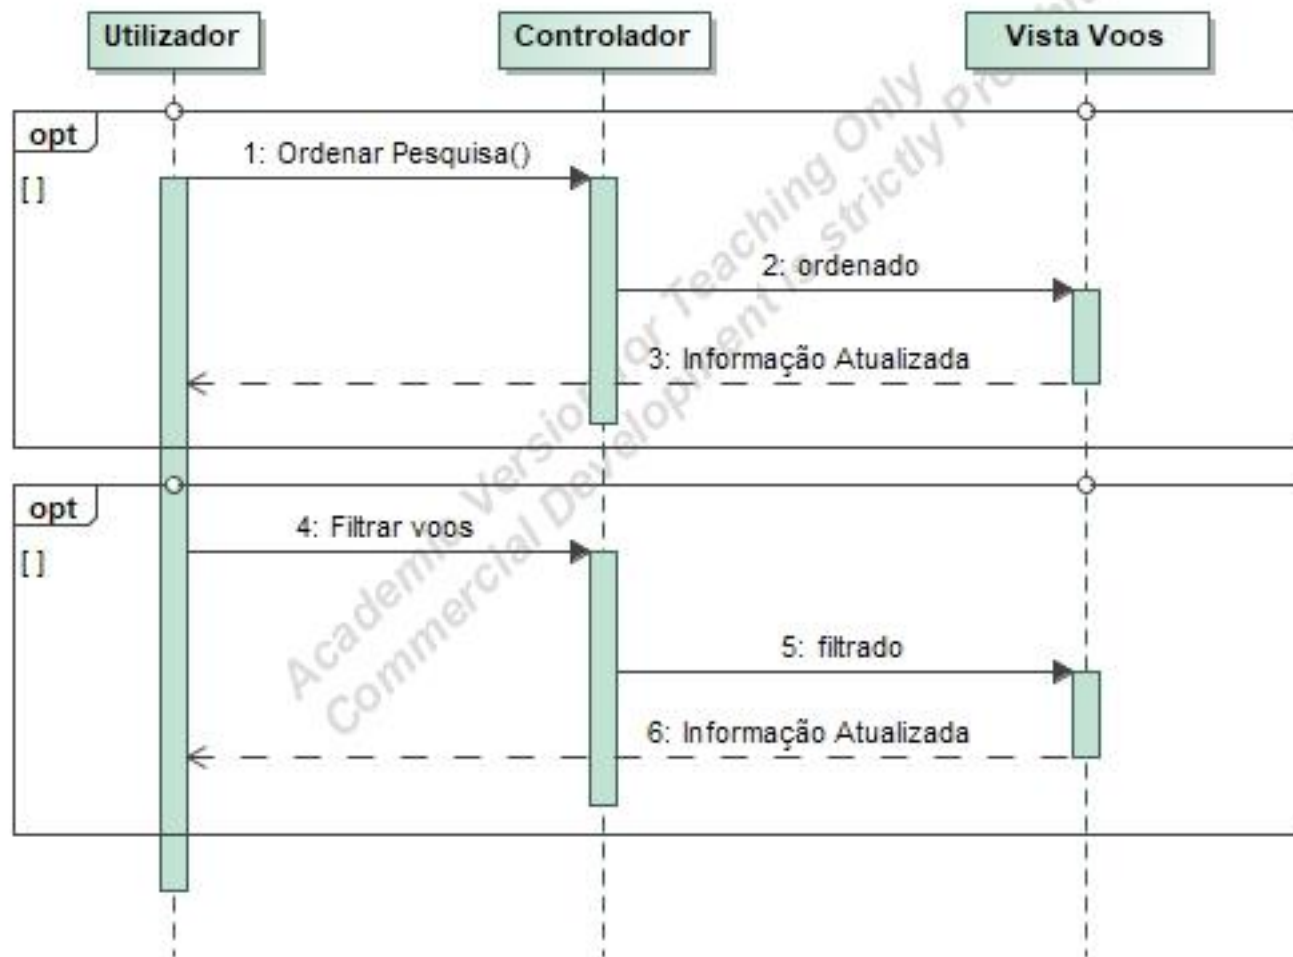 Utilizador
Controlador
Vista Voos
opt
[ ]
1: Ordenar Pesquisa()
2: ordenado
3: Informação Atualizada
opt
[ ]
4: Filtrar voos
5: filtrado
6: Informação Atualizada
Academic Version for Teaching Only
Commercial Development is strictly